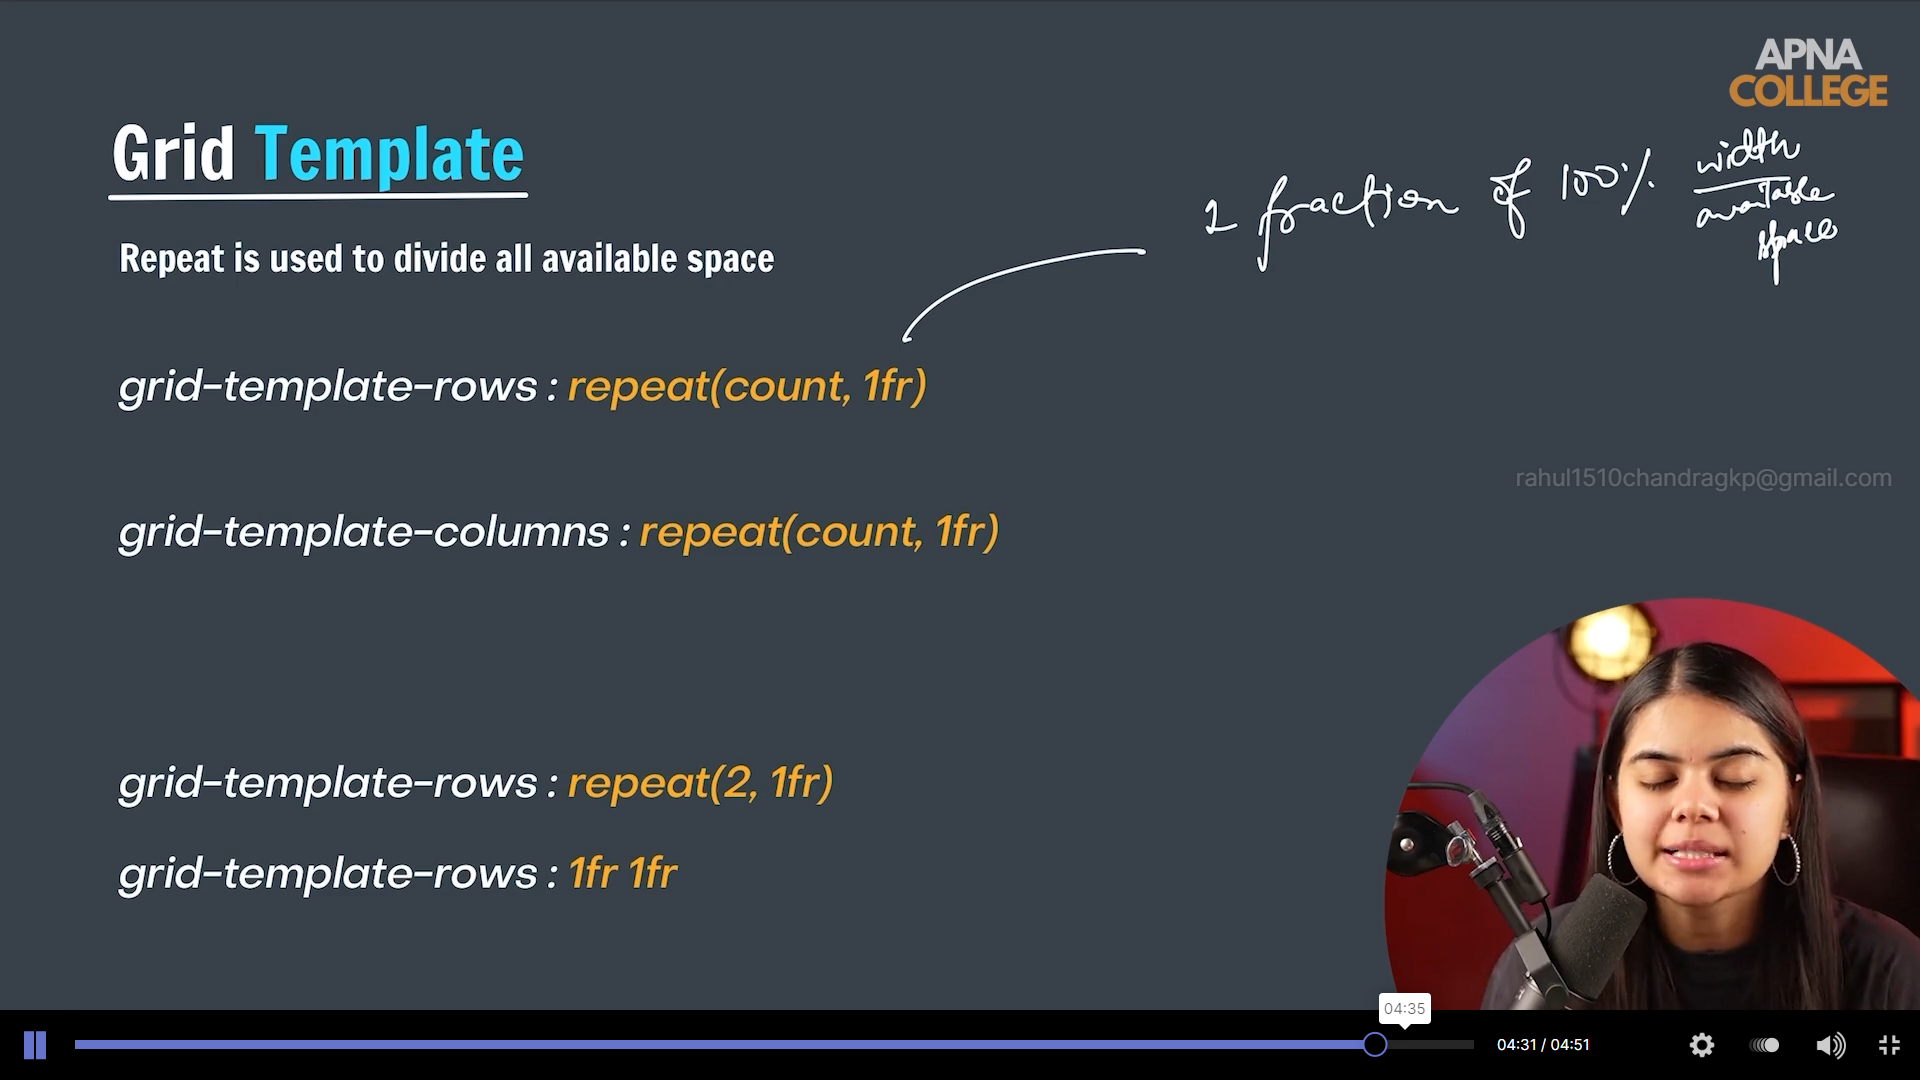 APNA
COLLEGE
Grid Template
1 fraction of 100% width
available
space
Repeat is used to divide all available space
grid-template-rows : repeat(count, 1fr)
rahul1510chandragkp@gmail.com
grid-template-columns : repeat(count, 1fr)
grid-template-rows : repeat(2, 1fr)
grid-template-rows : 1fr 1fr
04:35
04:31 / 04:51